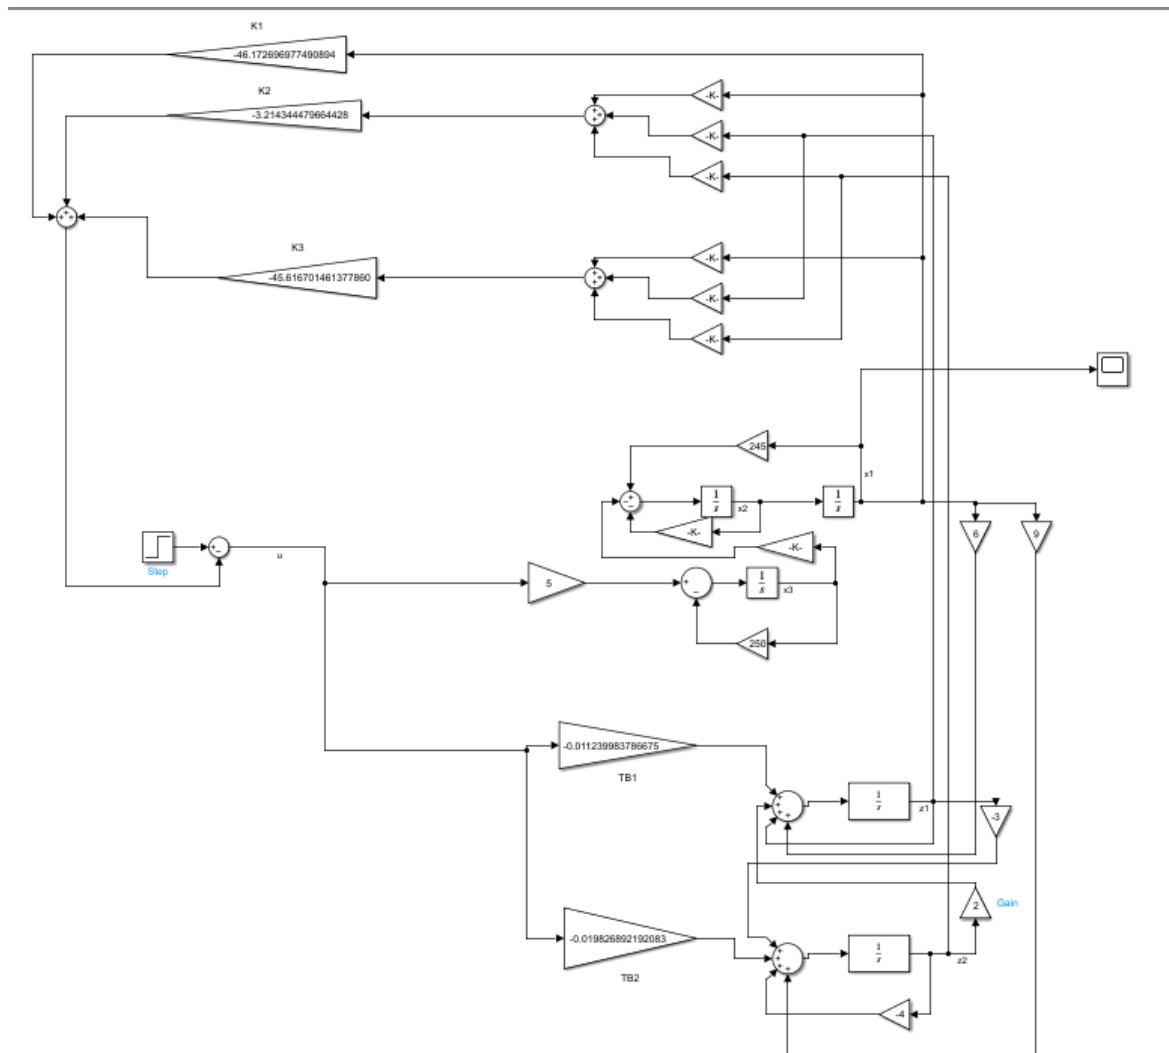 K1
-46.172696977490894
K2
-3.214344479664428
-K-
-K-
-K-
K3
-45.616701461377860
-K-
-K-
-K-
245
x1
1
s
x2
1
s
-K-
6
9
-K-
Step
u
5
1
s
x3
250
-0.011239983786675
TB1
1
s
z1
-3
2
Gain
-0.019826892192083
TB2
1
s
z2
-4